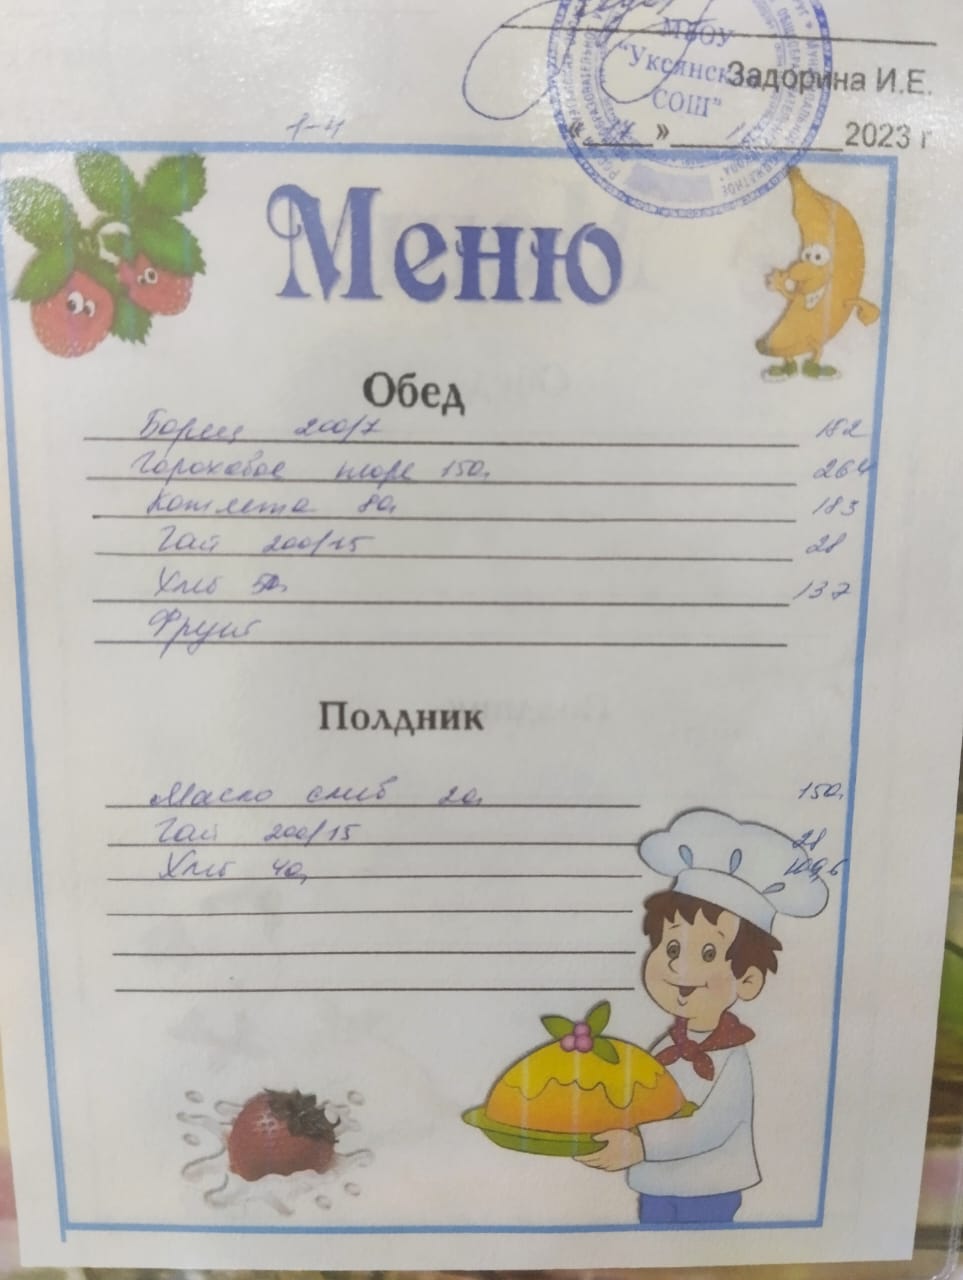 МБОУ
"Уксянская
СОШ"
Задорина И.Е.
« 17 » 2023 г
1-4
Меню
Обед
Борщ 200/7 182
Гороховое пюре 150, 264
Котлета 80, 183
Чай 200/15 28
Хлеб 50, 137
Фрукт
Полдник
Масло слив 20, 150,
Чай 200/15 28
Хлеб 40, 109,6